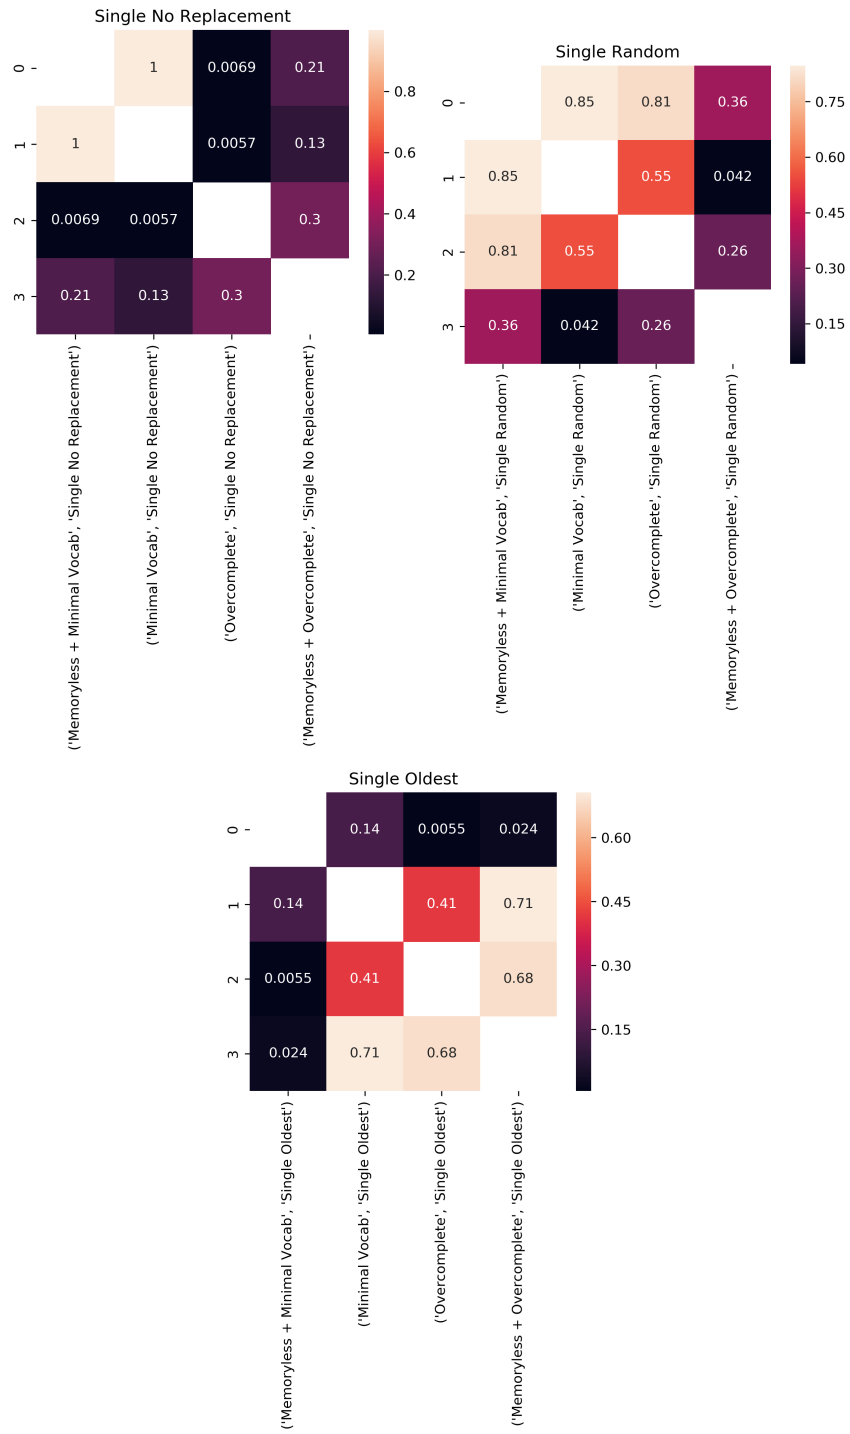 Single No Replacement
0 1 0.0069 0.21
1 1 0.0057 0.13
2 0.0069 0.0057 0.3
3 0.21 0.13 0.3
0.8
0.6
0.4
0.2
('Memoryless + Minimal Vocab', 'Single No Replacement')
('Minimal Vocab', 'Single No Replacement')
('Overcomplete', 'Single No Replacement')
('Memoryless + Overcomplete', 'Single No Replacement')
Single Random
0 0.85 0.81 0.36
1 0.85 0.55 0.042
2 0.81 0.55 0.26
3 0.36 0.042 0.26
0.75
0.60
0.45
0.30
0.15
('Memoryless + Minimal Vocab', 'Single Random')
('Minimal Vocab', 'Single Random')
('Overcomplete', 'Single Random')
('Memoryless + Overcomplete', 'Single Random')
Single Oldest
0 0.14 0.0055 0.024
1 0.14 0.41 0.71
2 0.0055 0.41 0.68
3 0.024 0.71 0.68
0.60
0.45
0.30
0.15
('Memoryless + Minimal Vocab', 'Single Oldest')
('Minimal Vocab', 'Single Oldest')
('Overcomplete', 'Single Oldest')
('Memoryless + Overcomplete', 'Single Oldest')